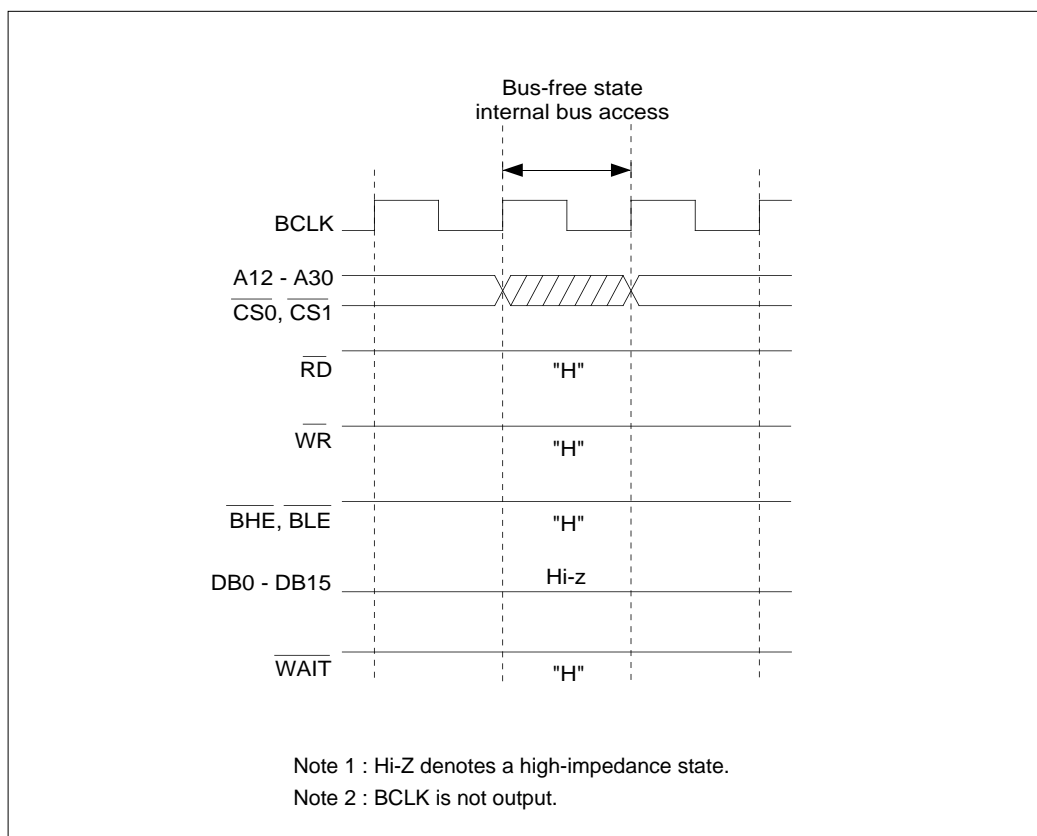 Bus-free state
internal bus access
BCLK
A12 - A30
CS0, CS1
RD
"H"
WR
"H"
BHE, BLE
"H"
DB0 - DB15
Hi-z
WAIT
"H"
Note 1 : Hi-Z denotes a high-impedance state.
Note 2 : BCLK is not output.